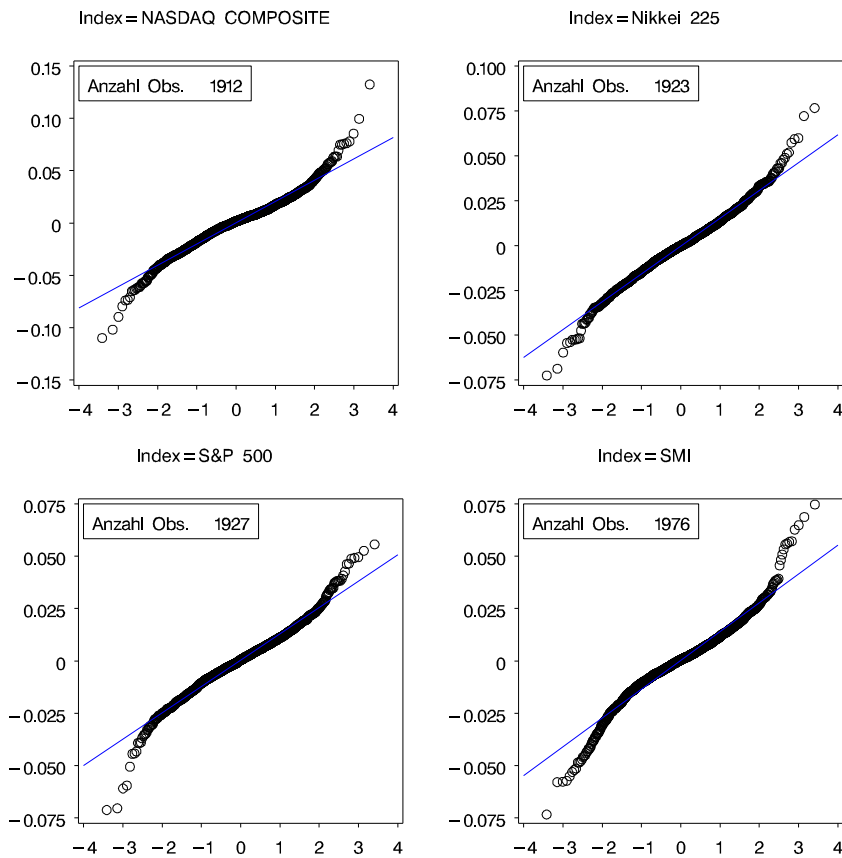 Index=NASDAQ COMPOSITE
Anzahl Obs. 1912
0.15
0.10
0.05
0
−0.05
−0.10
−0.15
−4 −3 −2 −1 0 1 2 3 4
Index=Nikkei 225
Anzahl Obs. 1923
0.100
0.075
0.050
0.025
0
−0.025
−0.050
−0.075
−4 −3 −2 −1 0 1 2 3 4
Index=S&P 500
Anzahl Obs. 1927
0.075
0.050
0.025
0
−0.025
−0.050
−0.075
−4 −3 −2 −1 0 1 2 3 4
Index=SMI
Anzahl Obs. 1976
0.075
0.050
0.025
0
−0.025
−0.050
−0.075
−4 −3 −2 −1 0 1 2 3 4